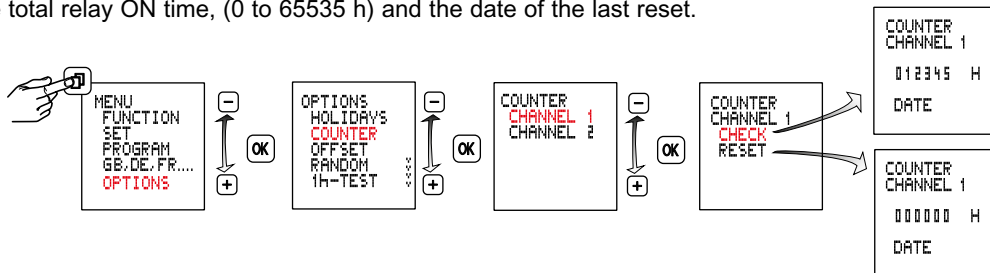 total relay ON time, (0 to 65535 h) and the date of the last reset.
MENU
FUNCTION
SET
PROGRAM
GB,DE,FR....
OPTIONS
−
OK
+
OPTIONS
HOLIDAYS
COUNTER
OFFSET
RANDOM
1h-TEST
−
OK
+
COUNTER
CHANNEL 1
CHANNEL 2
−
OK
+
COUNTER
CHANNEL 1
CHECK
RESET
COUNTER
CHANNEL 1
012345 H
DATE
COUNTER
CHANNEL 1
000000 H
DATE